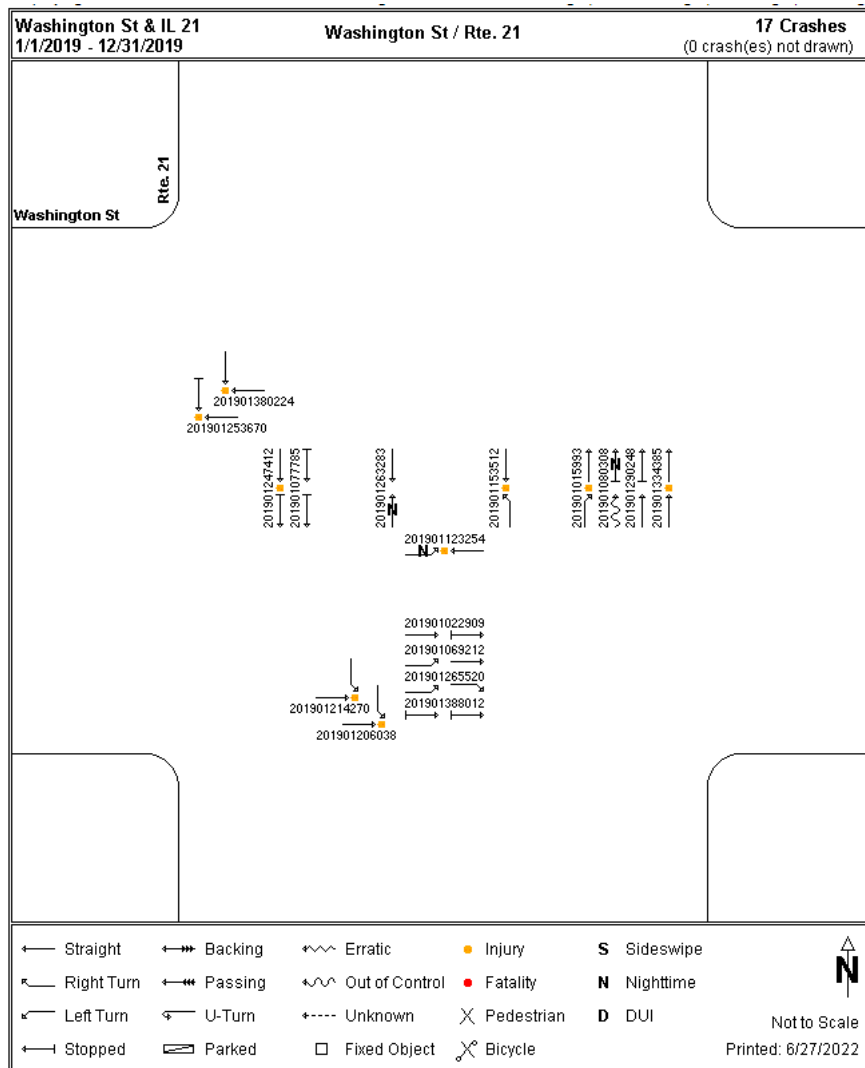 Washington St & IL 21
1/1/2019 - 12/31/2019
Washington St / Rte. 21
17 Crashes
(0 crash(es) not drawn)
Rte. 21
Washington St
201901380224
201901253670
201901247412
201901077785
201901263283
201901153512
201901015993
201901080308
201901290248
201901334385
N
N
201901123254
N
201901022909
201901069212
201901265520
201901388012
201901214270
201901206038
Straight
Backing
Erratic
Injury
S Sideswipe
Right Turn
Passing
Out of Control
Fatality
N Nighttime
Left Turn
U-Turn
Unknown
Pedestrian
D DUI
Stopped
Parked
Fixed Object
Bicycle
N
Not to Scale
Printed: 6/27/2022